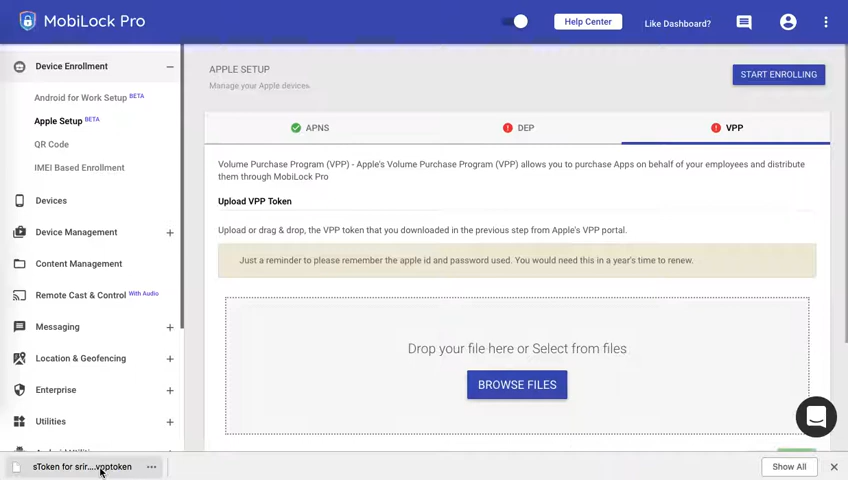 MobiLock Pro
Help Center
Like Dashboard?
Device Enrollment
Android for Work Setup BETA
Apple Setup BETA
QR Code
IMEI Based Enrollment
Devices
Device Management
Content Management
Remote Cast & Control With Audio
Messaging
Location & Geofencing
Enterprise
Utilities
APPLE SETUP
Manage your Apple devices
START ENROLLING
APNS
DEP
VPP
Volume Purchase Program (VPP) - Apple's Volume Purchase Program (VPP) allows you to purchase Apps on behalf of your employees and distribute
them through MobiLock Pro
Upload VPP Token
Upload or drag & drop, the VPP token that you downloaded in the previous step from Apple's VPP portal.
Just a reminder to please remember the apple id and password used. You would need this in a year's time to renew.
Drop your file here or Select from files
BROWSE FILES
sToken for srir....vpptoken
Show All